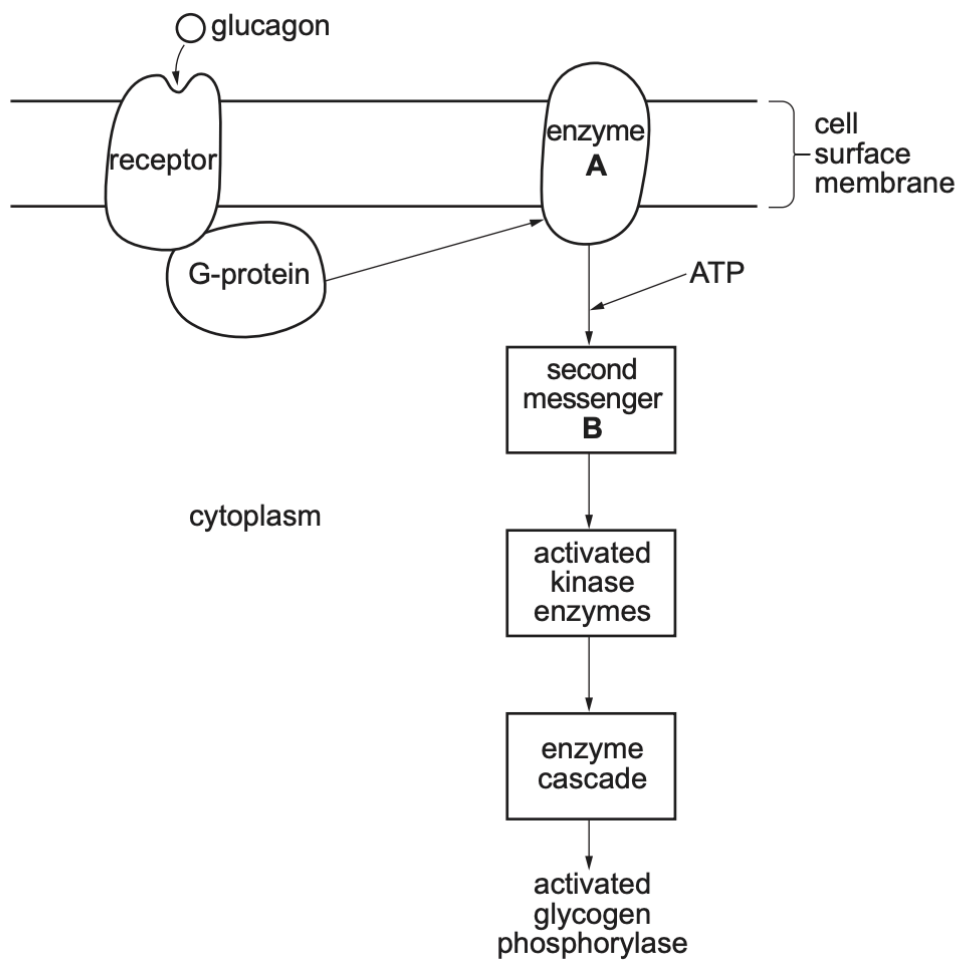 glucagon
receptor
enzyme
A
cell
surface
membrane
G-protein
ATP
second
messenger
B
cytoplasm
activated
kinase
enzymes
enzyme
cascade
activated
glycogen
phosphorylase